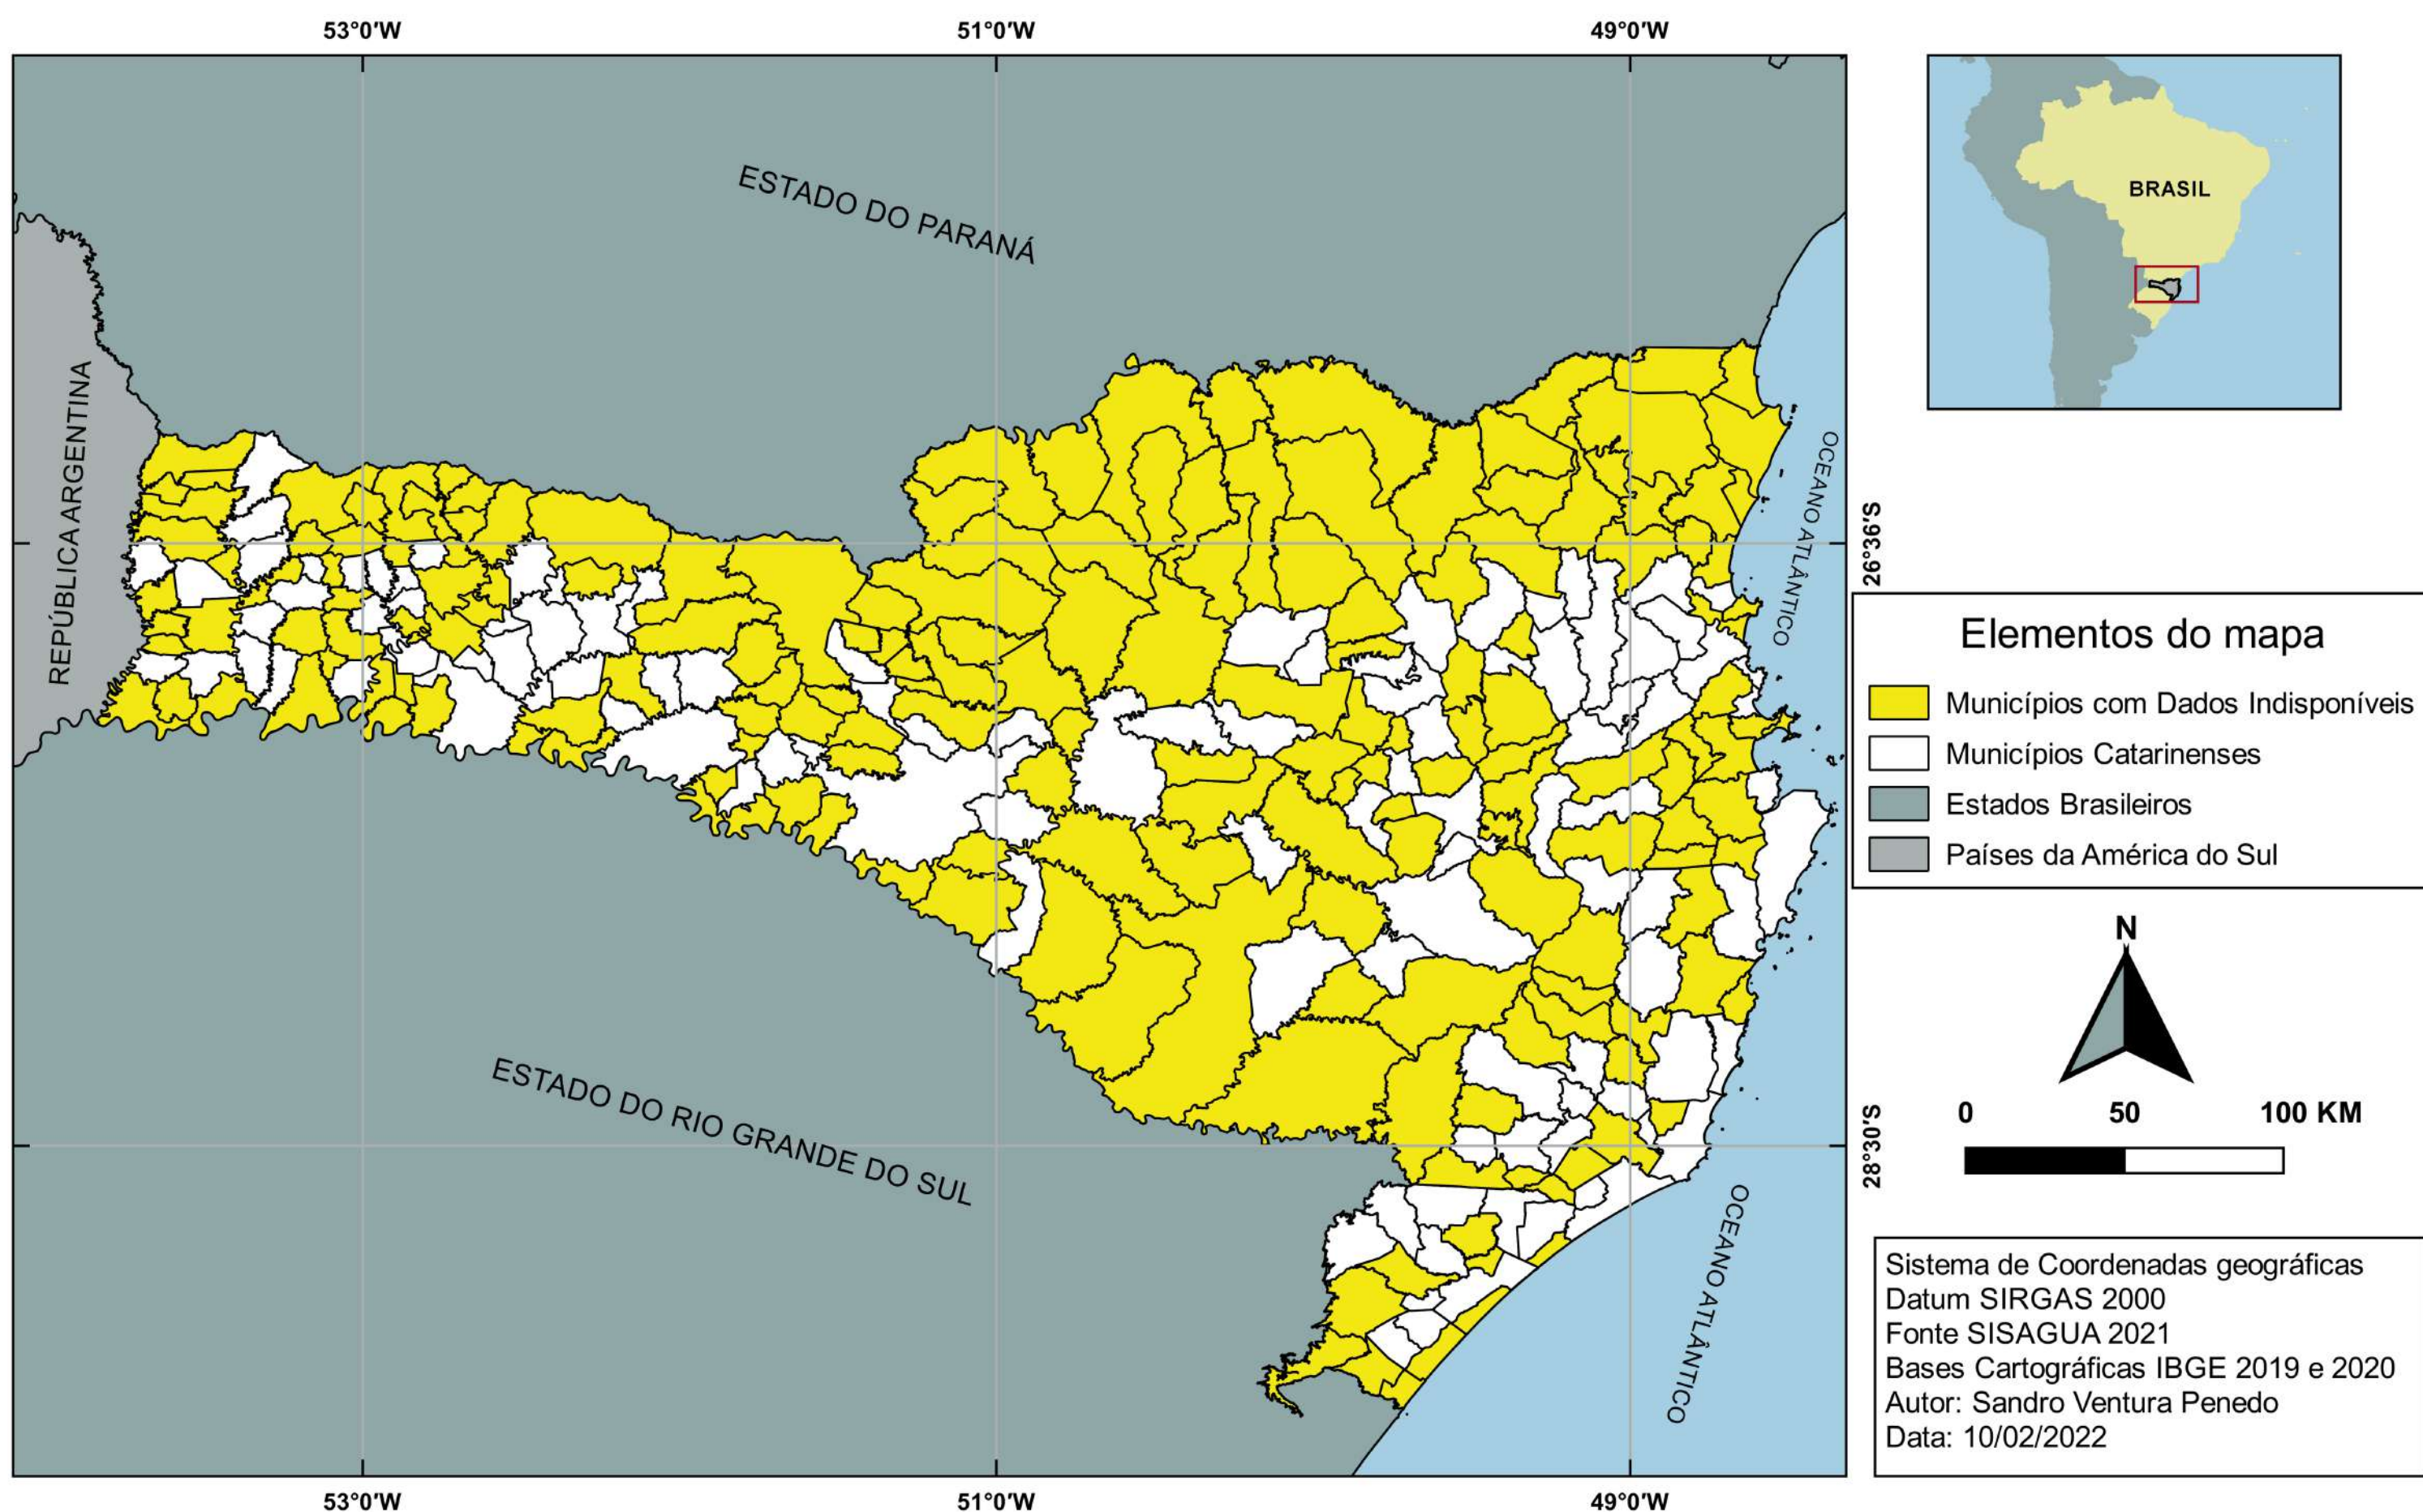 53°0′W
51°0′W
49°0′W
ESTADO DO PARANÁ
BRASIL
REPÚBLICA ARGENTINA
OCEANO ATLÂNTICO
26°36′S
Elementos do mapa
Municípios com Dados Indisponíveis
Municípios Catarinenses
Estados Brasileiros
Países da América do Sul
N
ESTADO DO RIO GRANDE DO SUL
0 50 100 KM
28°30′S
OCEANO ATLÂNTICO
Sistema de Coordenadas geográficas
Datum SIRGAS 2000
Fonte SISAGUA 2021
Bases Cartográficas IBGE 2019 e 2020
Autor: Sandro Ventura Penedo
Data: 10/02/2022
53°0′W
51°0′W
49°0′W